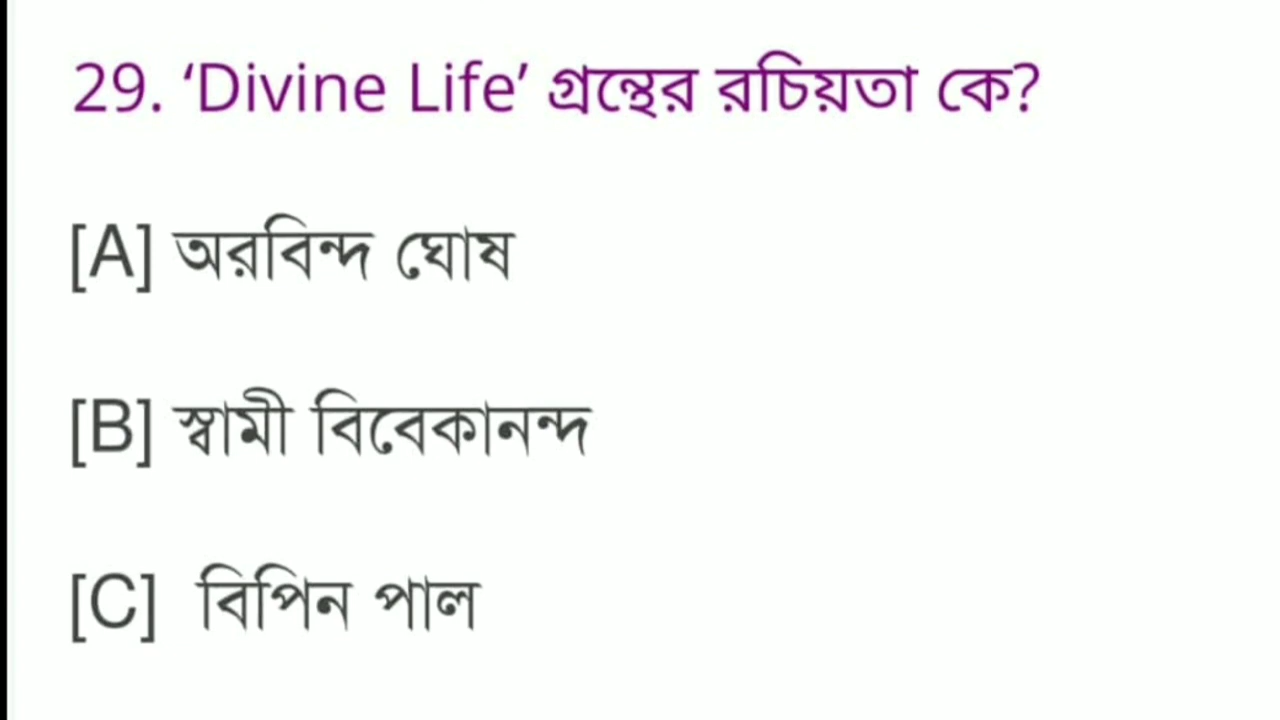 29. ‘Divine Life’ গ্রন্থের রচিয়তা কে?
[A] অরবিন্দ ঘোষ
[B] স্বামী বিবেকানন্দ
[C] বিপিন পাল